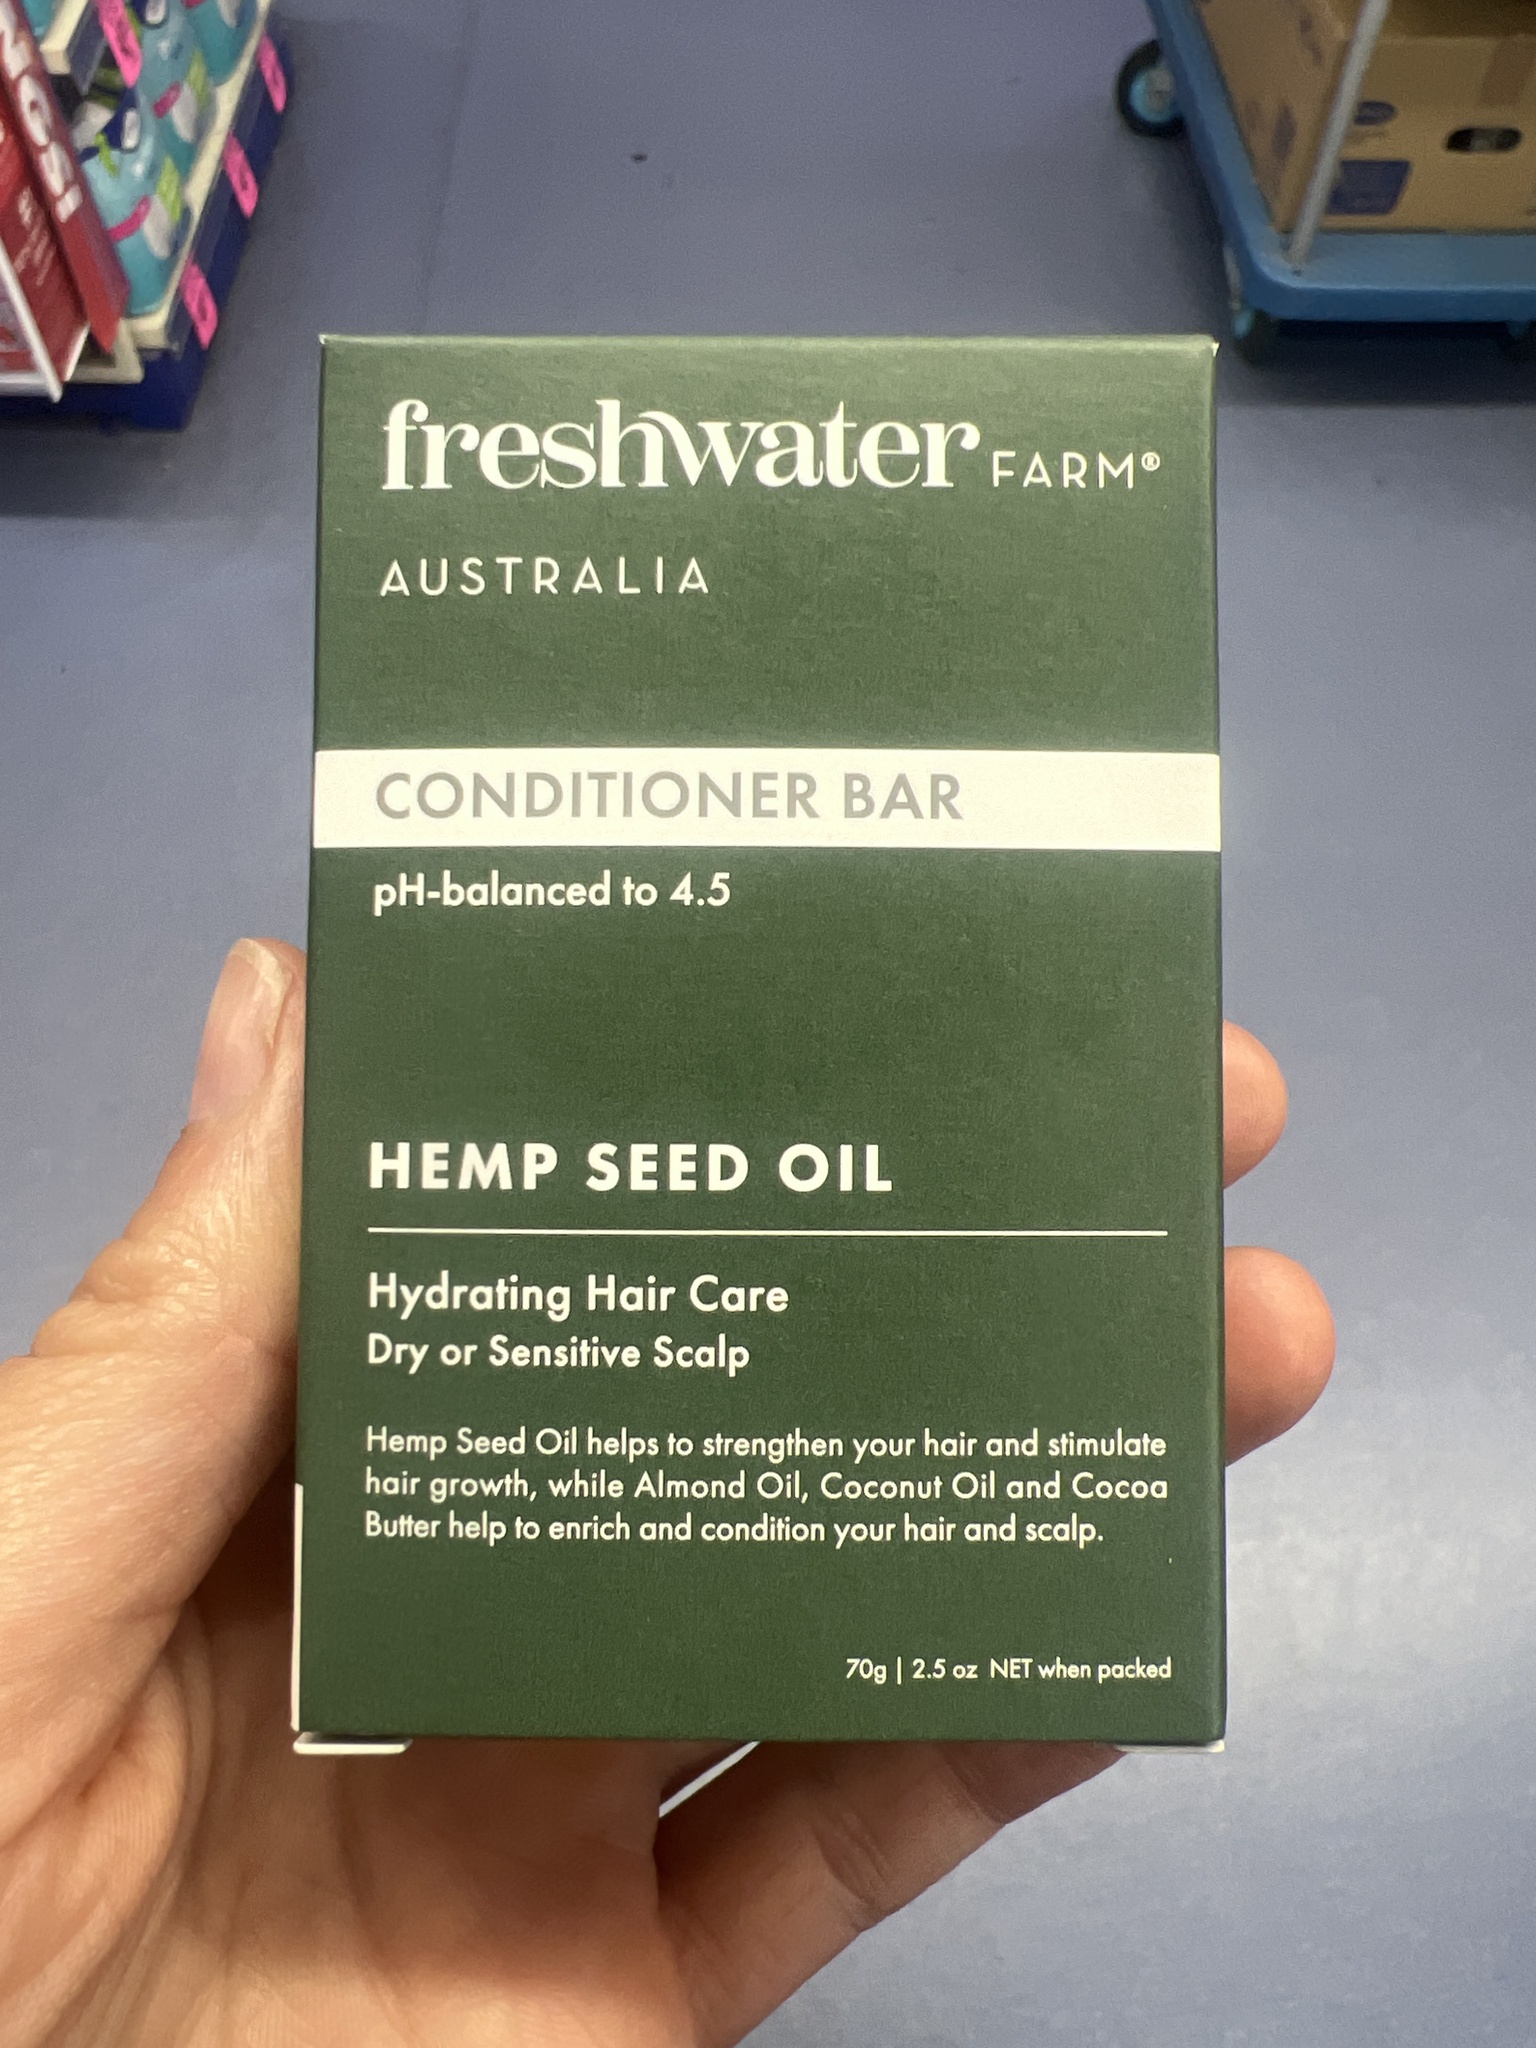 freshwater FARM®
AUSTRALIA
CONDITIONER BAR
pH-balanced to 4.5
HEMP SEED OIL
Hydrating Hair Care
Dry or Sensitive Scalp
Hemp Seed Oil helps to strengthen your hair and stimulate
hair growth, while Almond Oil, Coconut Oil and Cocoa
Butter help to enrich and condition your hair and scalp.
70g | 2.5 oz NET when packed